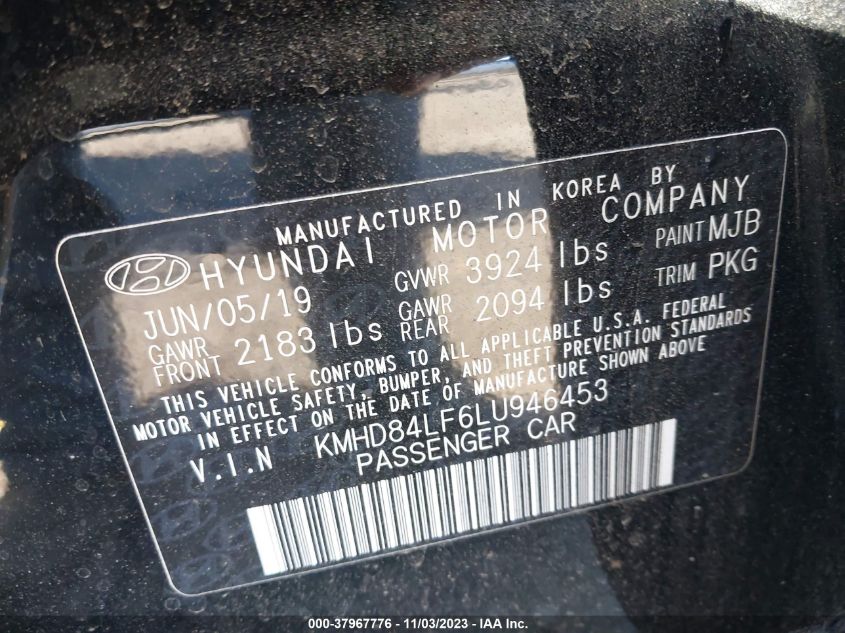 MANUFACTURED IN KOREA BY
HYUNDAI MOTOR COMPANY
JUN/05/19 GVWR 3924 lbs PAINT MJB
GAWR FRONT 2183 lbs GAWR REAR 2094 lbs TRIM PKG
THIS VEHICLE CONFORMS TO ALL APPLICABLE U.S.A. FEDERAL
MOTOR VEHICLE SAFETY, BUMPER, AND THEFT PREVENTION STANDARDS
IN EFFECT ON THE DATE OF MANUFACTURE SHOWN ABOVE
V.I.N KMHD84LF6LU946453
PASSENGER CAR
000-37967776 - 11/03/2023 - IAA Inc.